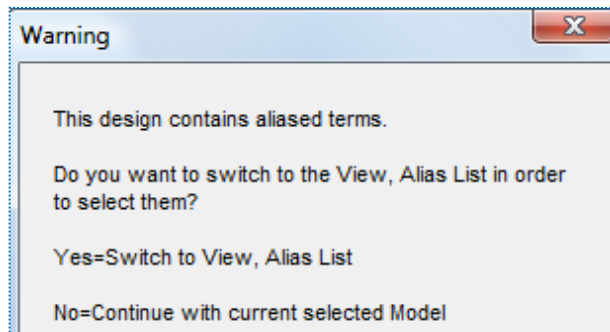 Warning
This design contains aliased terms.
Do you want to switch to the View, Alias List in order
to select them?
Yes=Switch to View, Alias List
No=Continue with current selected Model